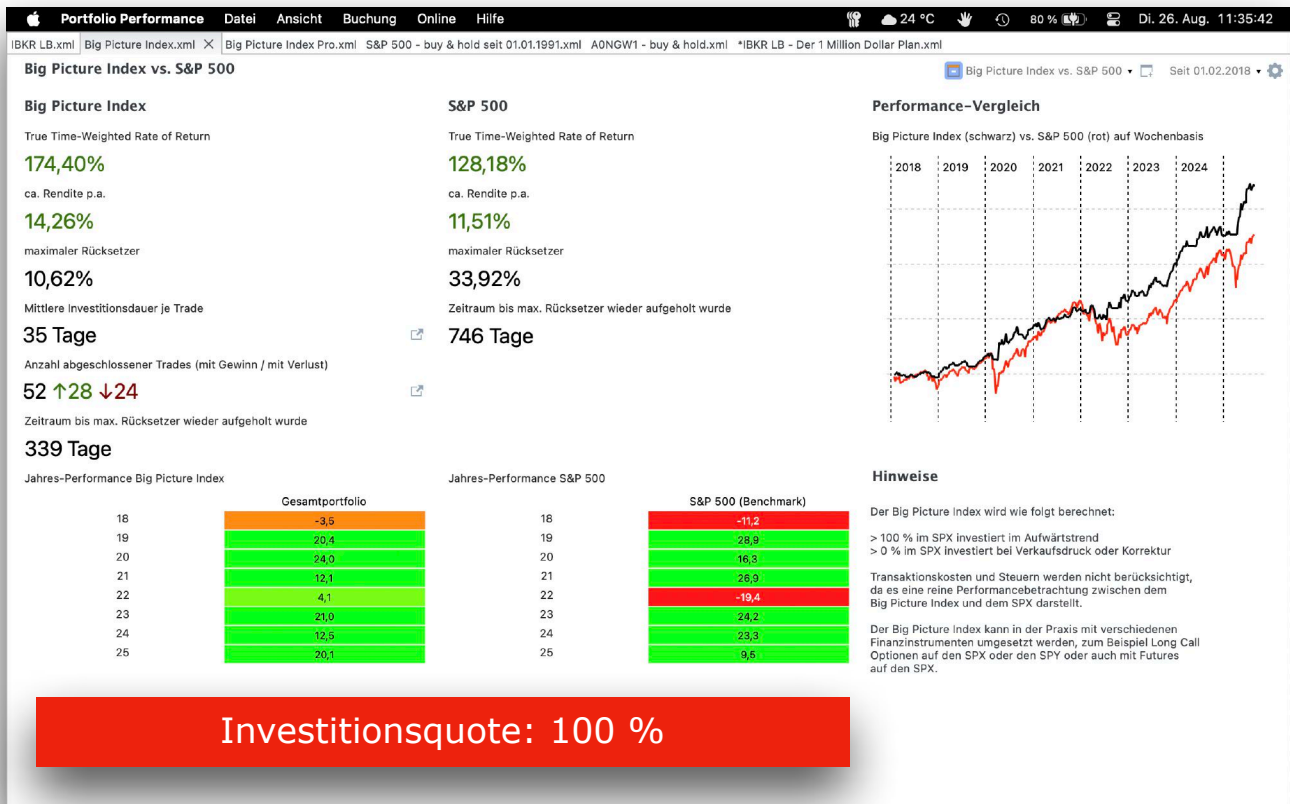 Portfolio Performance Datei Ansicht Buchung Online Hilfe 24 °C 80 % Di. 26. Aug. 11:35:42
IBKR LB.xml Big Picture Index.xml Big Picture Index Pro.xml S&P 500 - buy & hold seit 01.01.1991.xml A0NGW1 - buy & hold.xml *IBKR LB - Der 1 Million Dollar Plan.xml
Big Picture Index vs. S&P 500
Big Picture Index vs. S&P 500 Seit 01.02.2018
Big Picture Index
True Time-Weighted Rate of Return
174,40%
ca. Rendite p.a.
14,26%
maximaler Rücksetzer
10,62%
Mittlere Investitionsdauer je Trade
35 Tage
Anzahl abgeschlossener Trades (mit Gewinn / mit Verlust)
52 ↑28 ↓24
Zeitraum bis max. Rücksetzer wieder aufgeholt wurde
339 Tage
S&P 500
True Time-Weighted Rate of Return
128,18%
ca. Rendite p.a.
11,51%
maximaler Rücksetzer
33,92%
Zeitraum bis max. Rücksetzer wieder aufgeholt wurde
746 Tage
Performance-Vergleich
Big Picture Index (schwarz) vs. S&P 500 (rot) auf Wochenbasis
2018 2019 2020 2021 2022 2023 2024
Jahres-Performance Big Picture Index
Gesamtportfolio
18 -3,5
19 20,4
20 24,0
21 12,1
22 4,1
23 21,0
24 12,5
25 20,1
Jahres-Performance S&P 500
S&P 500 (Benchmark)
18 -11,2
19 28,9
20 16,3
21 26,9
22 -19,4
23 24,2
24 23,3
25 9,5
Hinweise
Der Big Picture Index wird wie folgt berechnet:
> 100 % im SPX investiert im Aufwärtstrend
> 0 % im SPX investiert bei Verkaufsdruck oder Korrektur
Transaktionskosten und Steuern werden nicht berücksichtigt,
da es eine reine Performancebetrachtung zwischen dem
Big Picture Index und dem SPX darstellt.
Der Big Picture Index kann in der Praxis mit verschiedenen
Finanzinstrumenten umgesetzt werden, zum Beispiel Long Call
Optionen auf den SPX oder den SPY oder auch mit Futures
auf den SPX.
Investitionsquote: 100 %